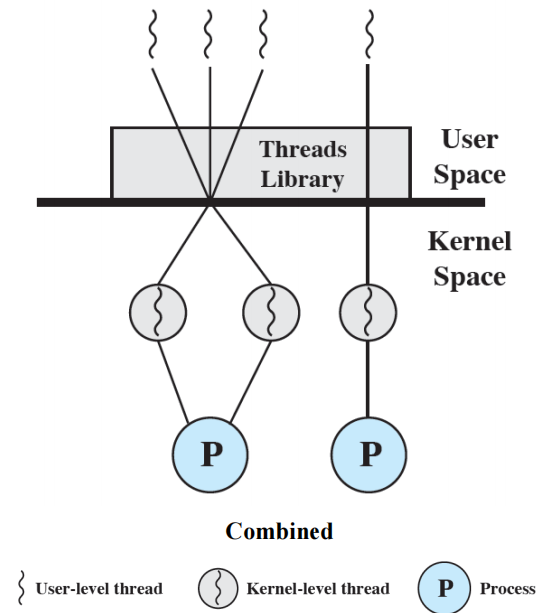 Threads
Library
User
Space
Kernel
Space
P
P
Combined
User-level thread
Kernel-level thread
P
Process